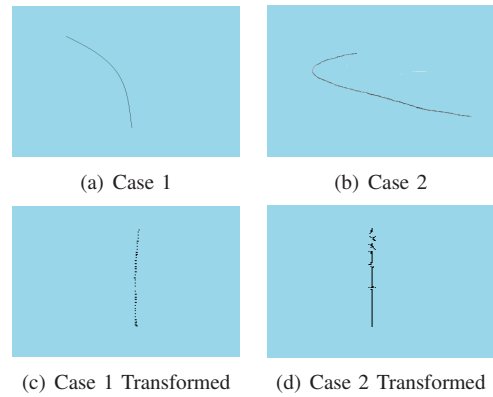 (a) Case 1
(b) Case 2
(c) Case 1 Transformed
(d) Case 2 Transformed